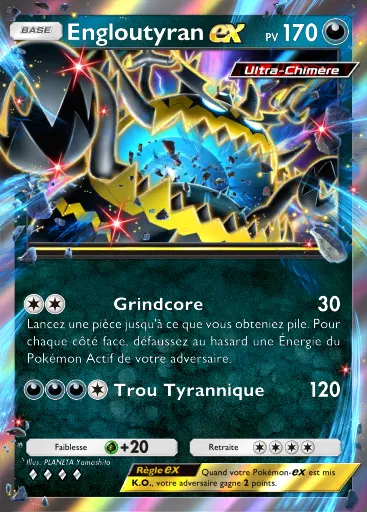 BASE Engloutyran ex PV 170
Ultra-Chimère
Grindcore 30
Lancez une pièce jusqu'à ce que vous obteniez pile. Pour
chaque côté face, défaussez au hasard une Énergie du
Pokémon Actif de votre adversaire.
Trou Tyrannique 120
Faiblesse +20 Retraite
Illus. PLANETA Yamashita
Règle ex Quand votre Pokémon-ex est mis
K.O., votre adversaire gagne 2 points.